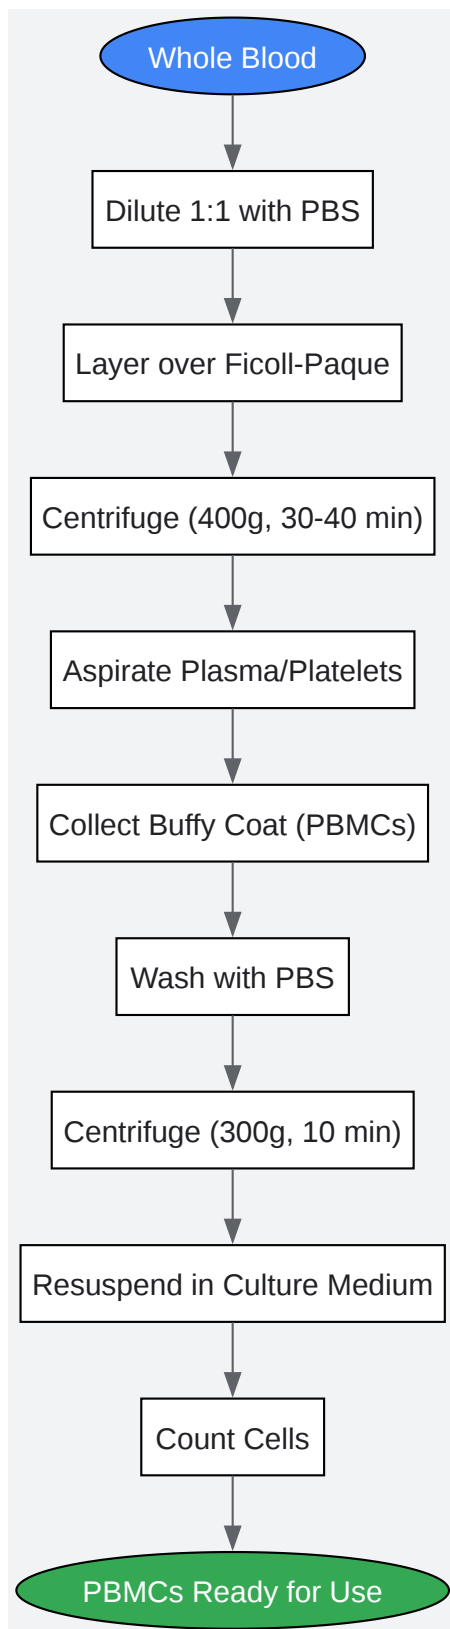 Whole Blood
Dilute 1:1 with PBS
Layer over Ficoll-Paque
Centrifuge (400g, 30-40 min)
Aspirate Plasma/Platelets
Collect Buffy Coat (PBMCs)
Wash with PBS
Centrifuge (300g, 10 min)
Resuspend in Culture Medium
Count Cells
PBMCs Ready for Use